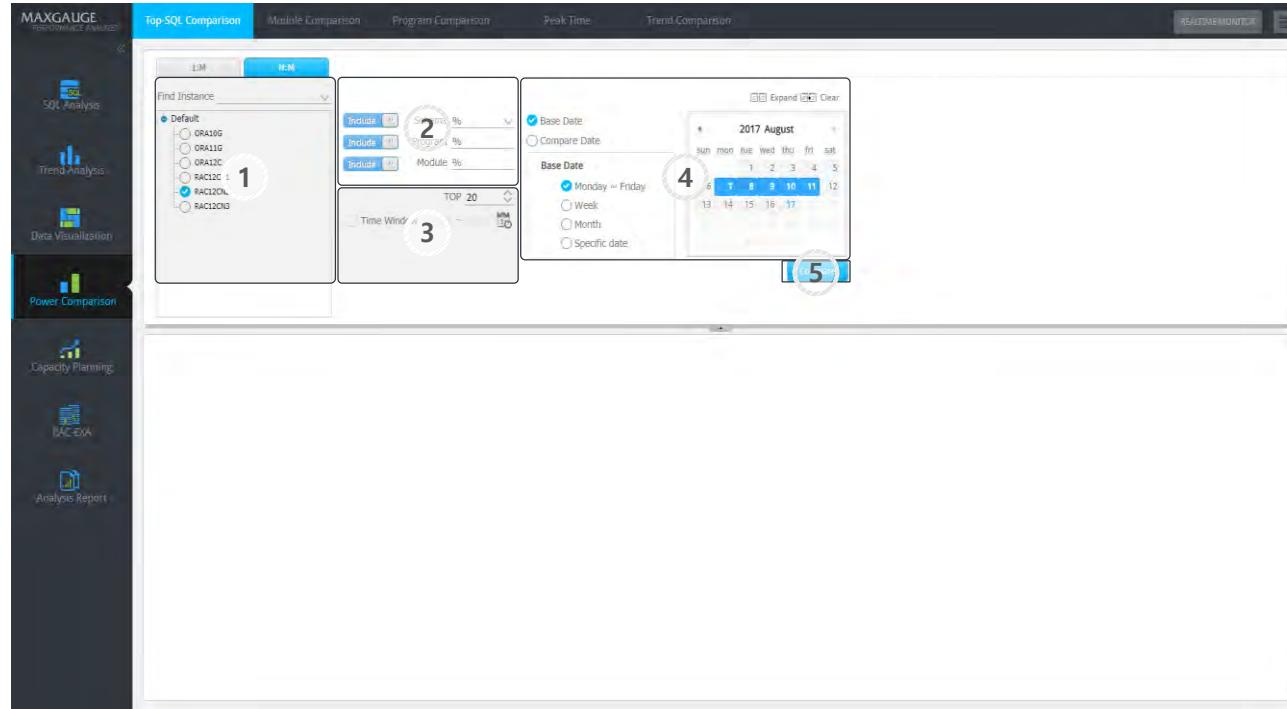 MAXGAUGE
PERFORMANCE ANALYZER
Top-SQL Comparison
Module Comparison
Program Comparison
Peak Time
Trend Comparison
REALTIME MONITOR
SQL Analysis
Trend Analysis
Data Visualization
Power Comparison
Capacity Planning
RAC-EXA
Analysis Report
1:M
N:M
Find Instance
Default
ORA10G
ORA11G
ORA12C
RAC12C
RAC12CN3
1
Include
%
Include
Program %
Include
Module %
2
TOP 20
Time Window ~
3
Expand Clear
Base Date
Compare Date
Base Date
Monday ~ Friday
Week
Month
Specific date
4
2017 August
sun mon tue wed thu fri sat
1 2 3 4 5
6 7 8 9 10 11 12
13 14 15 16 17
5